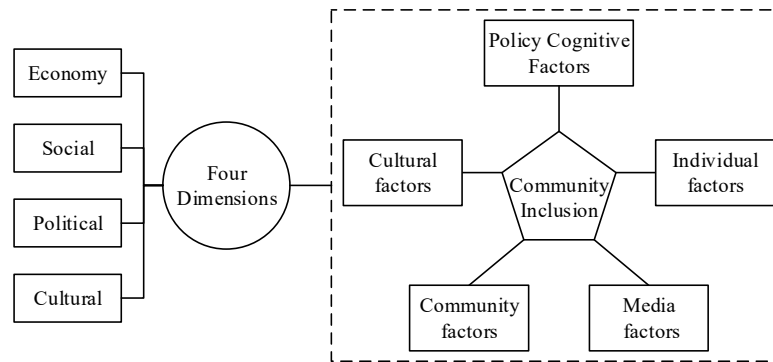 Economy
Social
Political
Cultural
Four
Dimensions
Policy Cognitive
Factors
Cultural
factors
Community
Inclusion
Individual
factors
Community
factors
Media
factors